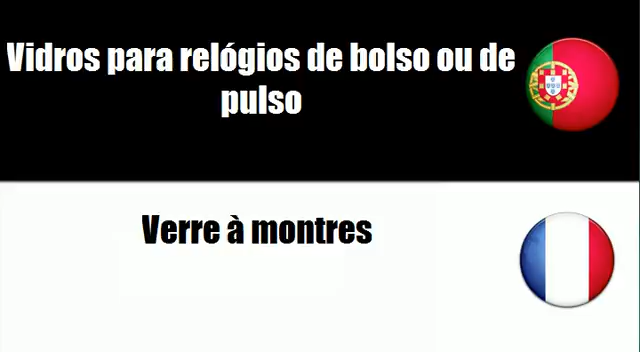 Vidros para relógios de bolso ou de
pulso
Verre à montres